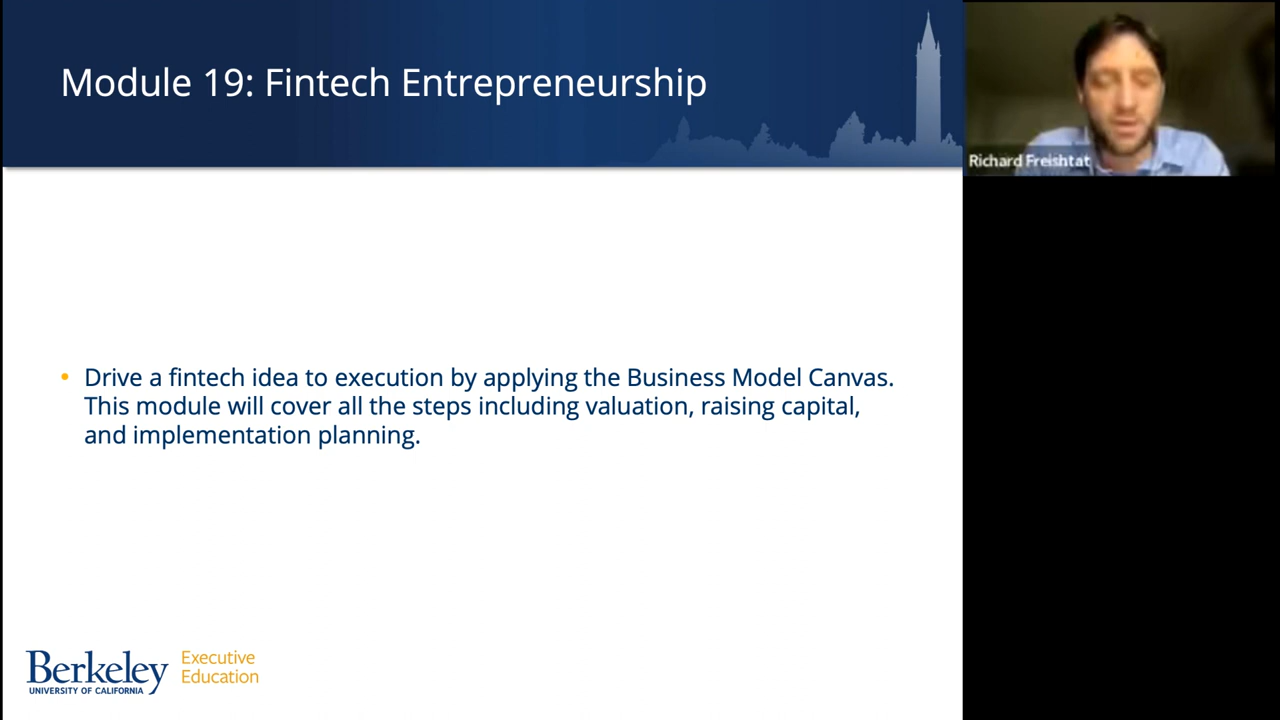 Module 19: Fintech Entrepreneurship
Richard Freishtat
• Drive a fintech idea to execution by applying the Business Model Canvas.
This module will cover all the steps including valuation, raising capital,
and implementation planning.
Berkeley
UNIVERSITY OF CALIFORNIA
Executive
Education